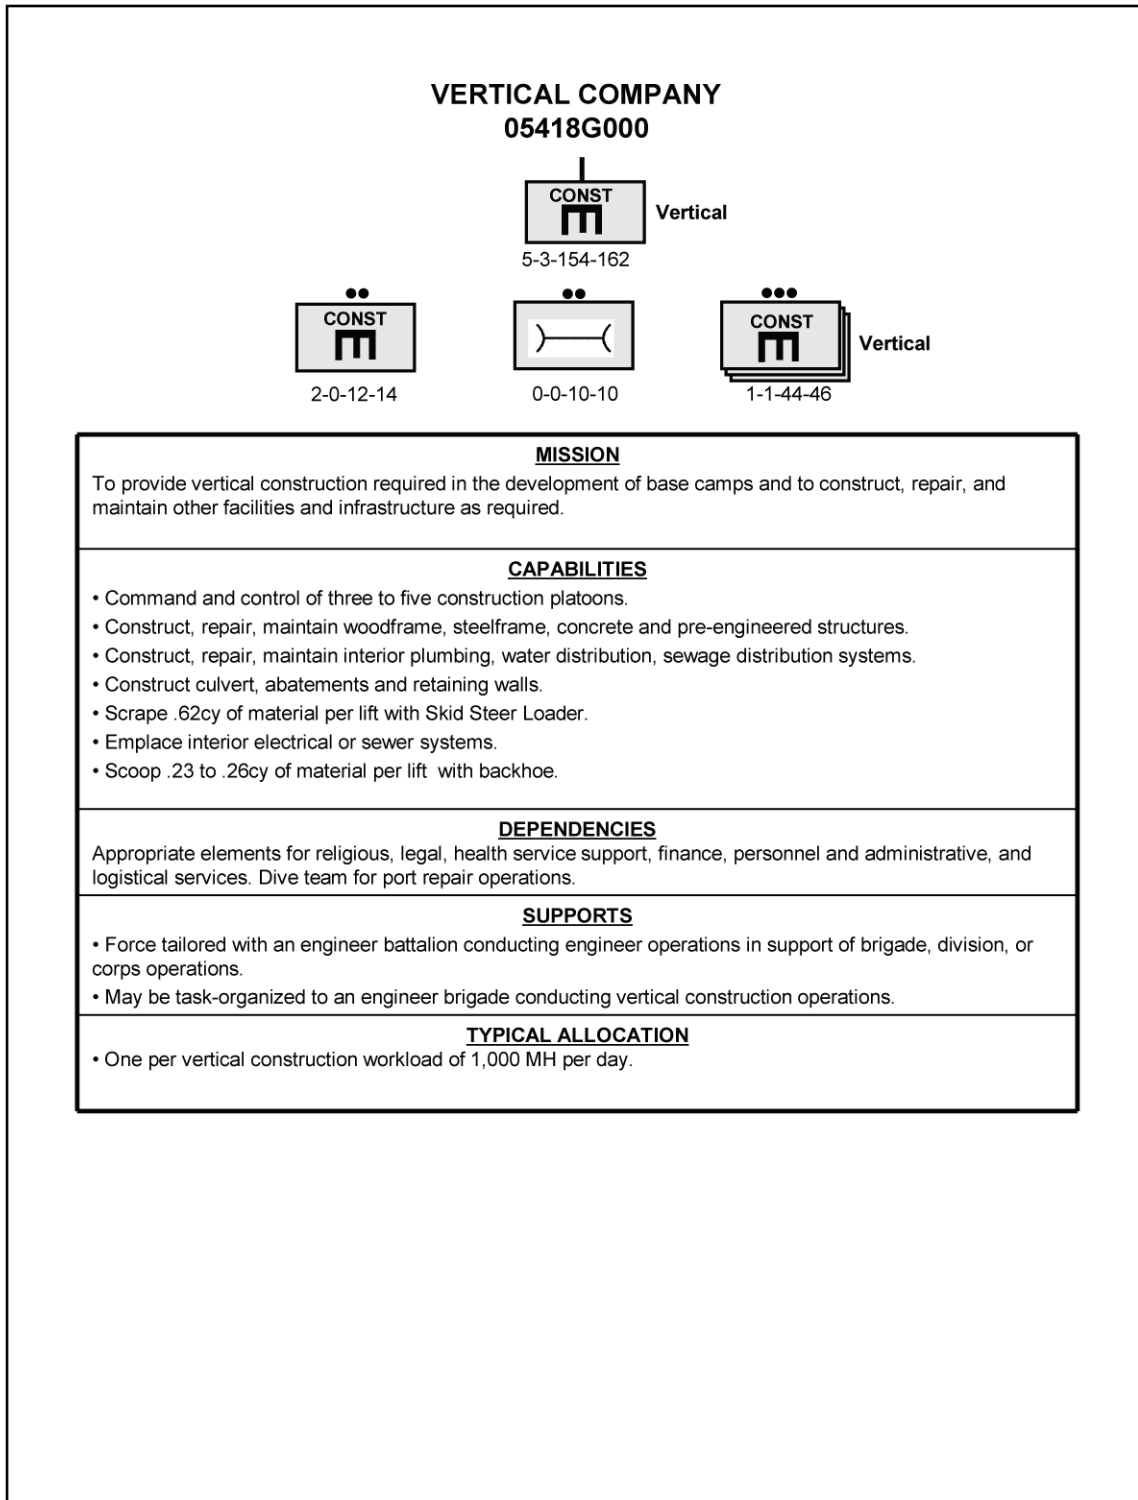 VERTICAL COMPANY
05418G000
CONST
Vertical
5-3-154-162
CONST
2-0-12-14
0-0-10-10
CONST
Vertical
1-1-44-46
MISSION
To provide vertical construction required in the development of base camps and to construct, repair, and
maintain other facilities and infrastructure as required.
CAPABILITIES
• Command and control of three to five construction platoons.
• Construct, repair, maintain woodframe, steelframe, concrete and pre-engineered structures.
• Construct, repair, maintain interior plumbing, water distribution, sewage distribution systems.
• Construct culvert, abatements and retaining walls.
• Scrape .62cy of material per lift with Skid Steer Loader.
• Emplace interior electrical or sewer systems.
• Scoop .23 to .26cy of material per lift  with backhoe.
DEPENDENCIES
Appropriate elements for religious, legal, health service support, finance, personnel and administrative, and
logistical services. Dive team for port repair operations.
SUPPORTS
• Force tailored with an engineer battalion conducting engineer operations in support of brigade, division, or
corps operations.
• May be task-organized to an engineer brigade conducting vertical construction operations.
TYPICAL ALLOCATION
• One per vertical construction workload of 1,000 MH per day.